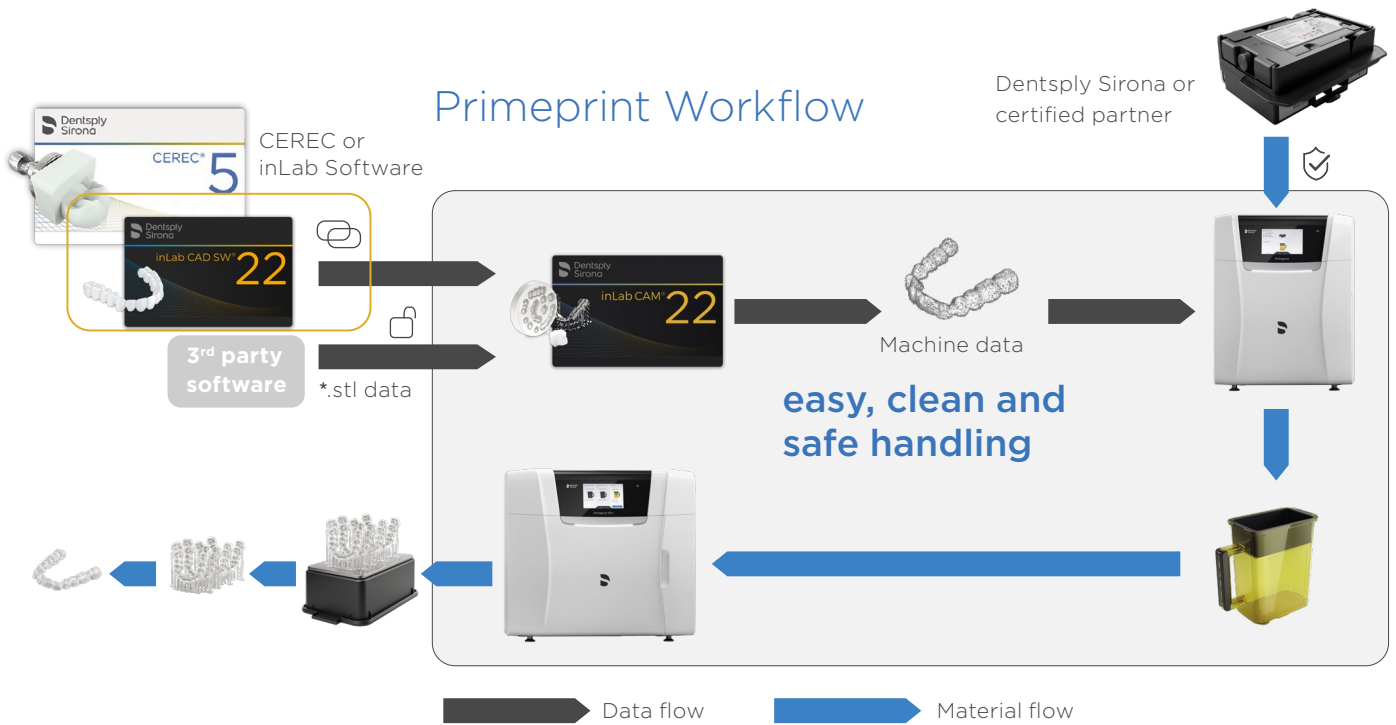 Primeprint Workflow
Dentsply Sirona or
certified partner
Dentsply
Sirona
CEREC® 5
CEREC or
inLab Software
Dentsply
Sirona
inLab CAD SW® 22
3rd party
software
*.stl data
Dentsply
Sirona
inLab CAM® 22
Machine data
easy, clean and
safe handling
Data flow
Material flow